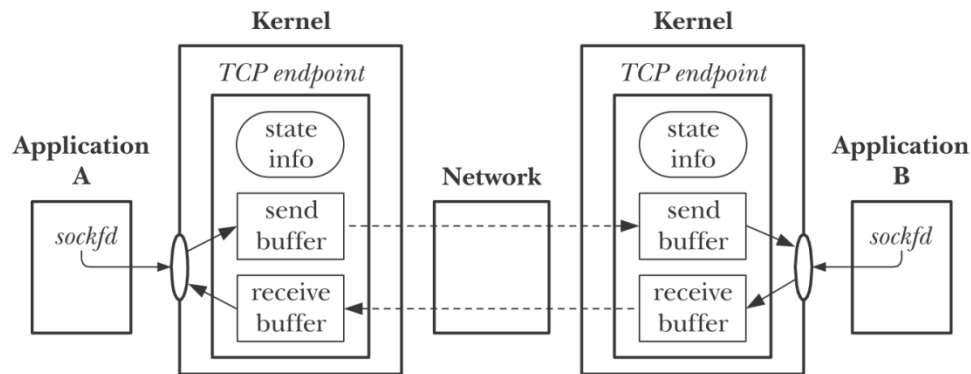 Kernel
Kernel
TCP endpoint
TCP endpoint
state
info
state
info
Application
A
Network
Application
B
sockfd
send
buffer
send
buffer
sockfd
receive
buffer
receive
buffer